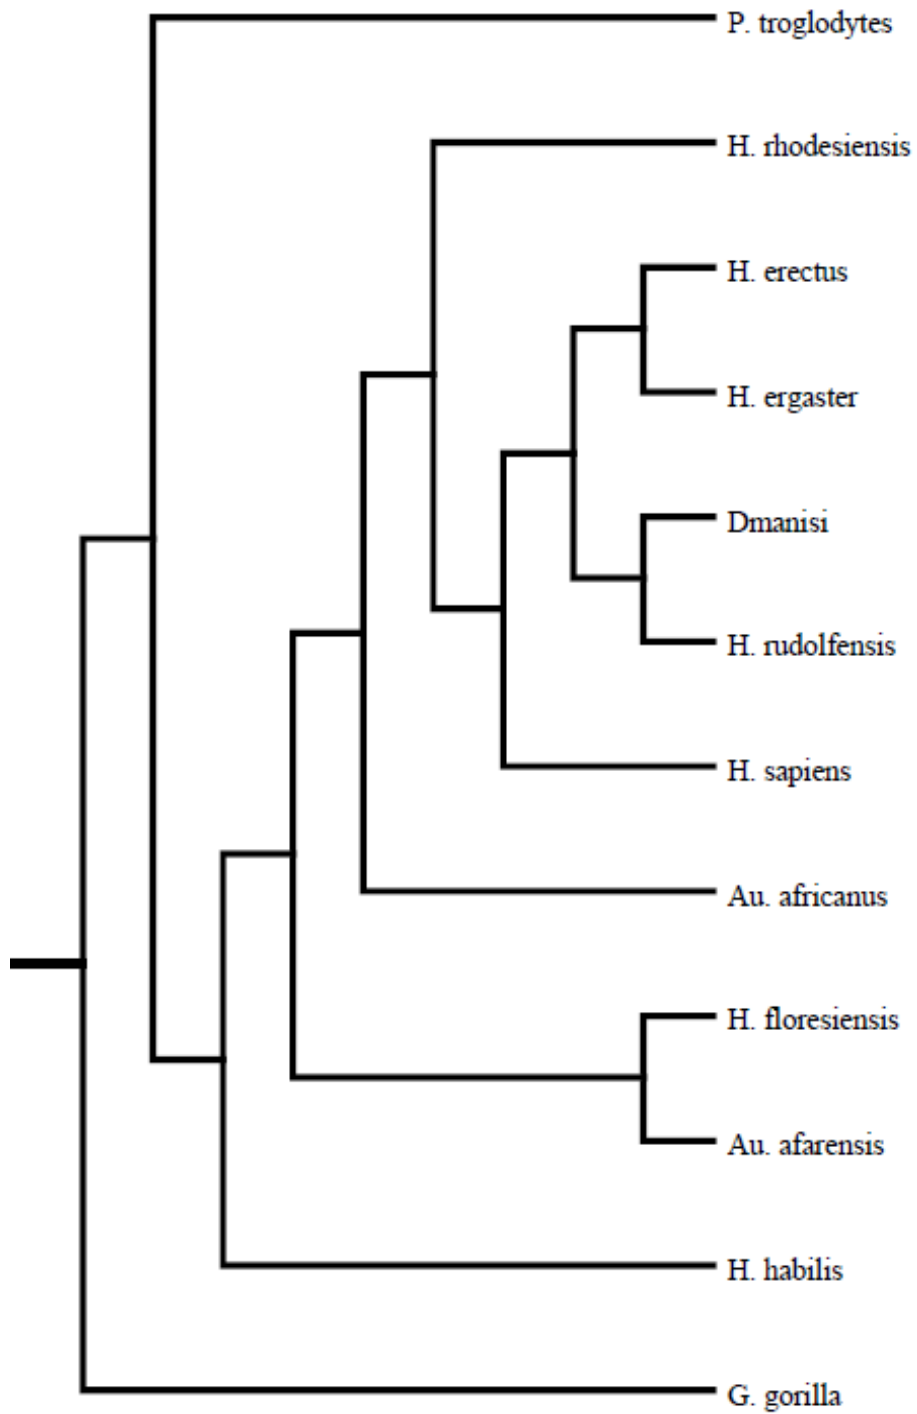 P. troglodytes
H. rhodesiensis
H. erectus
H. ergaster
Dmanisi
H. rudolfensis
H. sapiens
Au. africanus
H. floresiensis
Au. afarensis
H. habilis
G. gorilla